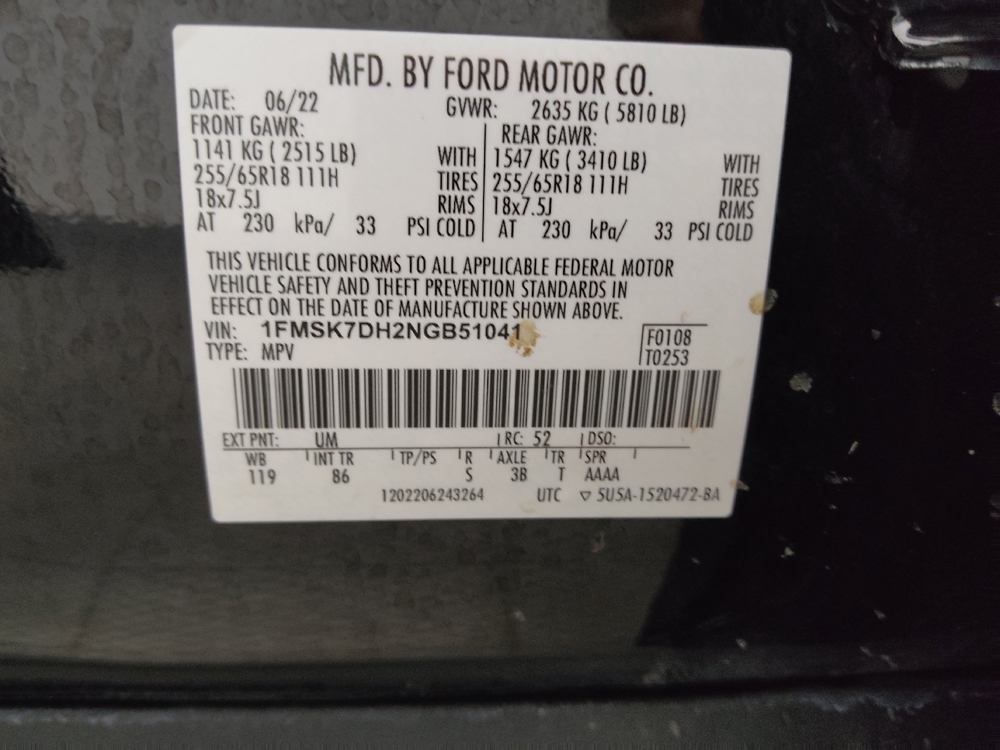 MFD. BY FORD MOTOR CO.
DATE: 06/22 GVWR: 2635 KG ( 5810 LB)
FRONT GAWR: REAR GAWR:
1141 KG ( 2515 LB) WITH 1547 KG ( 3410 LB) WITH
255/65R18 111H TIRES 255/65R18 111H TIRES
18x7.5J RIMS 18x7.5J RIMS
AT 230 kPa/ 33 PSI COLD AT 230 kPa/ 33 PSI COLD
THIS VEHICLE CONFORMS TO ALL APPLICABLE FEDERAL MOTOR
VEHICLE SAFETY AND THEFT PREVENTION STANDARDS IN
EFFECT ON THE DATE OF MANUFACTURE SHOWN ABOVE.
VIN: 1FMSK7DH2NGB51041 F0108
TYPE: MPV T0253
EXT PNT: UM RC: 52 DSO:
WB INT TR TP/PS R AXLE TR SPR
119 86 S 3B T AAAA
1202206243264 UTC ▽ 5U5A-1520472-BA